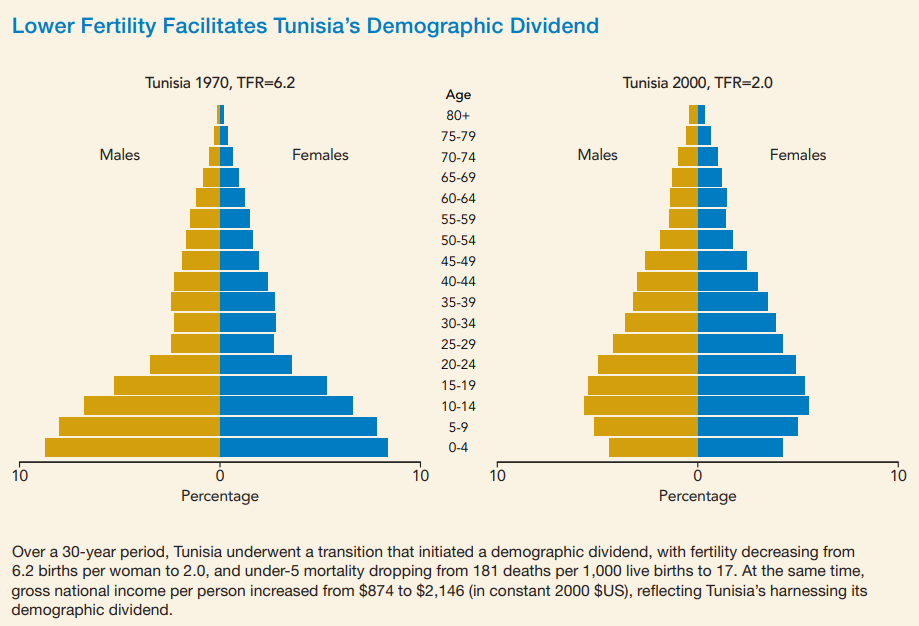 Lower Fertility Facilitates Tunisia’s Demographic Dividend
Tunisia 1970, TFR=6.2
Tunisia 2000, TFR=2.0
Age
Males
Females
Males
Females
80+
75-79
70-74
65-69
60-64
55-59
50-54
45-49
40-44
35-39
30-34
25-29
20-24
15-19
10-14
5-9
0-4
10 0 10
10 0 10
Percentage
Percentage
Over a 30-year period, Tunisia underwent a transition that initiated a demographic dividend, with fertility decreasing from
6.2 births per woman to 2.0, and under-5 mortality dropping from 181 deaths per 1,000 live births to 17. At the same time,
gross national income per person increased from $874 to $2,146 (in constant 2000 $US), reflecting Tunisia’s harnessing its
demographic dividend.